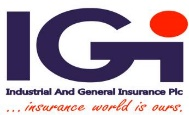 IGI
Industrial And General Insurance Plc
...insurance world is ours.